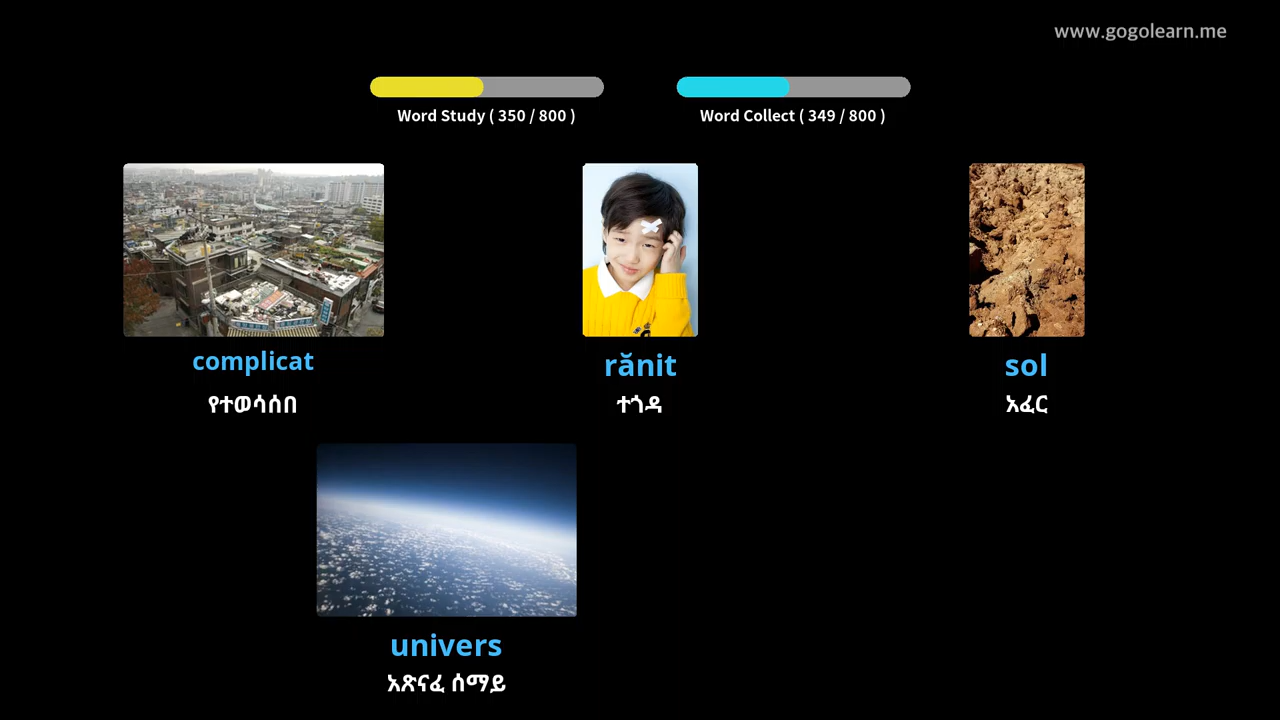 www.gogolearn.me
Word Study ( 350 / 800 )
Word Collect ( 349 / 800 )
complicat
የተወሳሰበ
rănit
ተጎዳ
sol
አፈር
univers
አጽናፈ ሰማይ